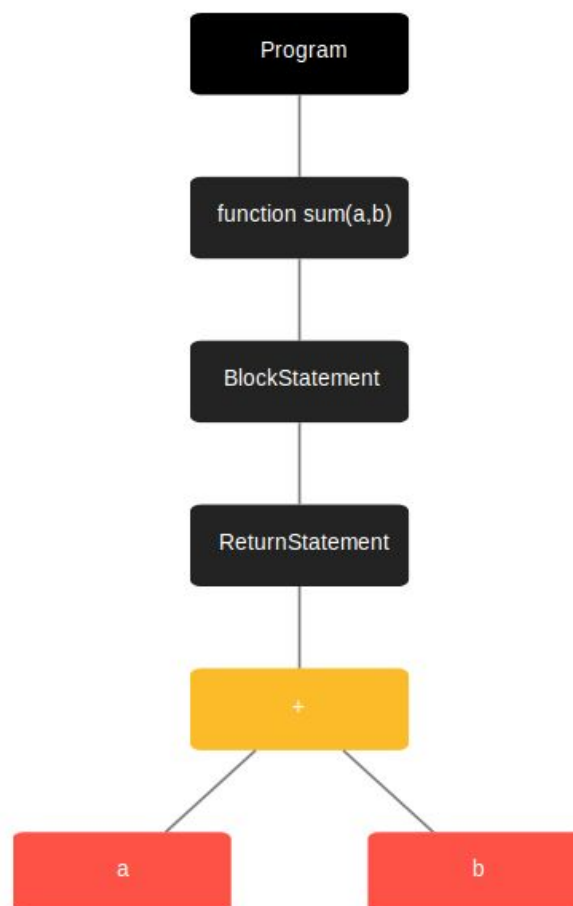 Program
function sum(a,b)
BlockStatement
ReturnStatement
+
a
b